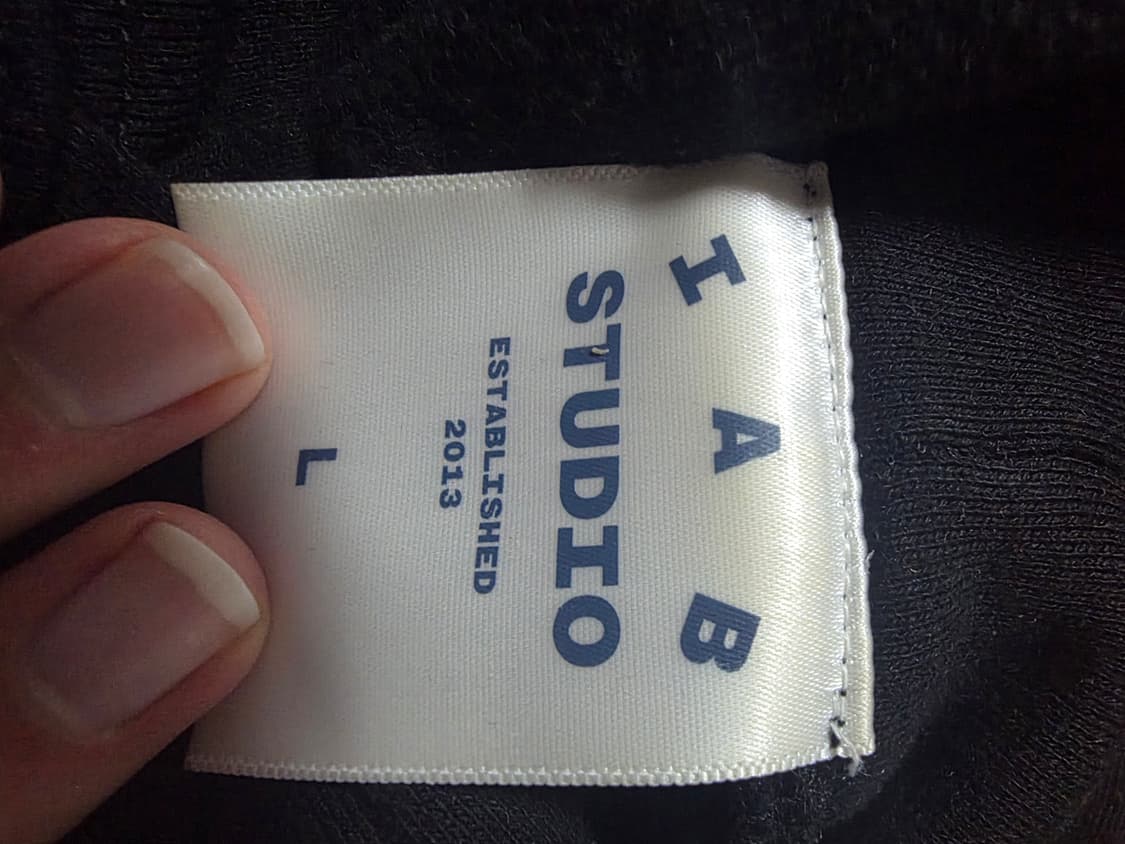 I A B
STUDIO
ESTABLISHED
2013
L